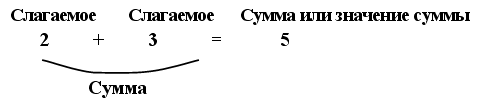 Слагаемое Слагаемое Сумма или значение суммы
2 + 3 = 5
Сумма